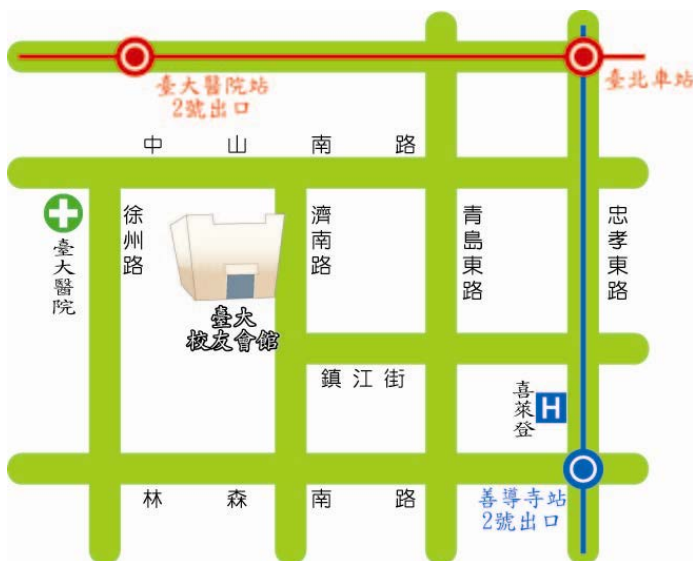 臺大醫院站
2號出口
臺北車站
中山南路
臺大醫院
徐州路
濟南路
青島東路
忠孝東路
臺大
校友會館
鎮江街
喜萊登
H
林森南路
善導寺站
2號出口